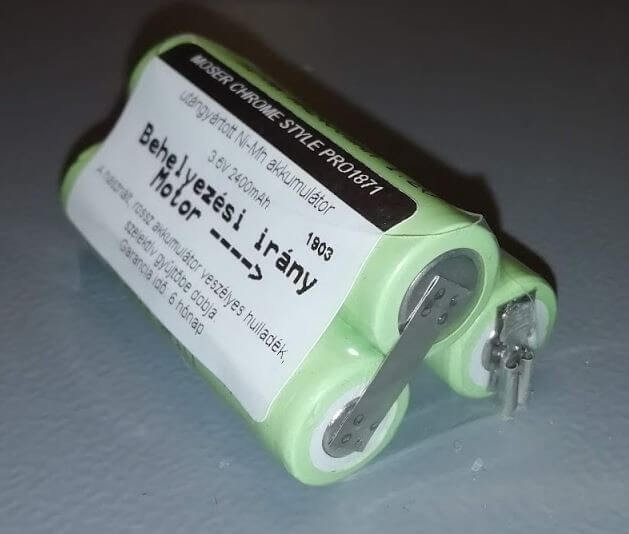 MOSER CHROME STYLE PRO1871
utángyártott Ni-Mh akkumulátor
3.6V 2400mAh
1903
Behelyezési irány
Motor ---->
A használt, rossz akkumulátor veszélyes hulladék,
szelektív gyűjtőbe dobja
Garancia idő: 6 hónap